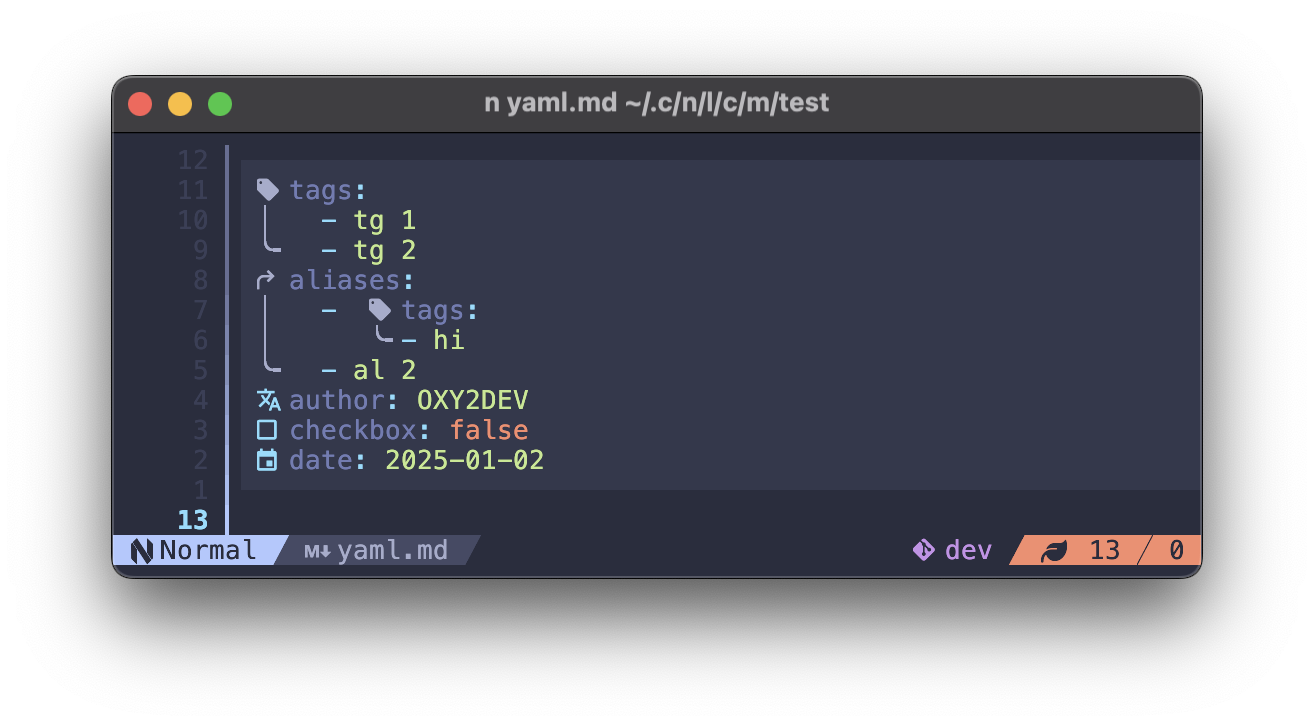 n yaml.md ~/.c/n/l/c/m/test
12
11 tags:
10 - tg 1
9 - tg 2
8 aliases:
7 - tags:
6 - hi
5 - al 2
4 author: OXY2DEV
3 checkbox: false
2 date: 2025-01-02
1
13
Normal yaml.md dev 13 0